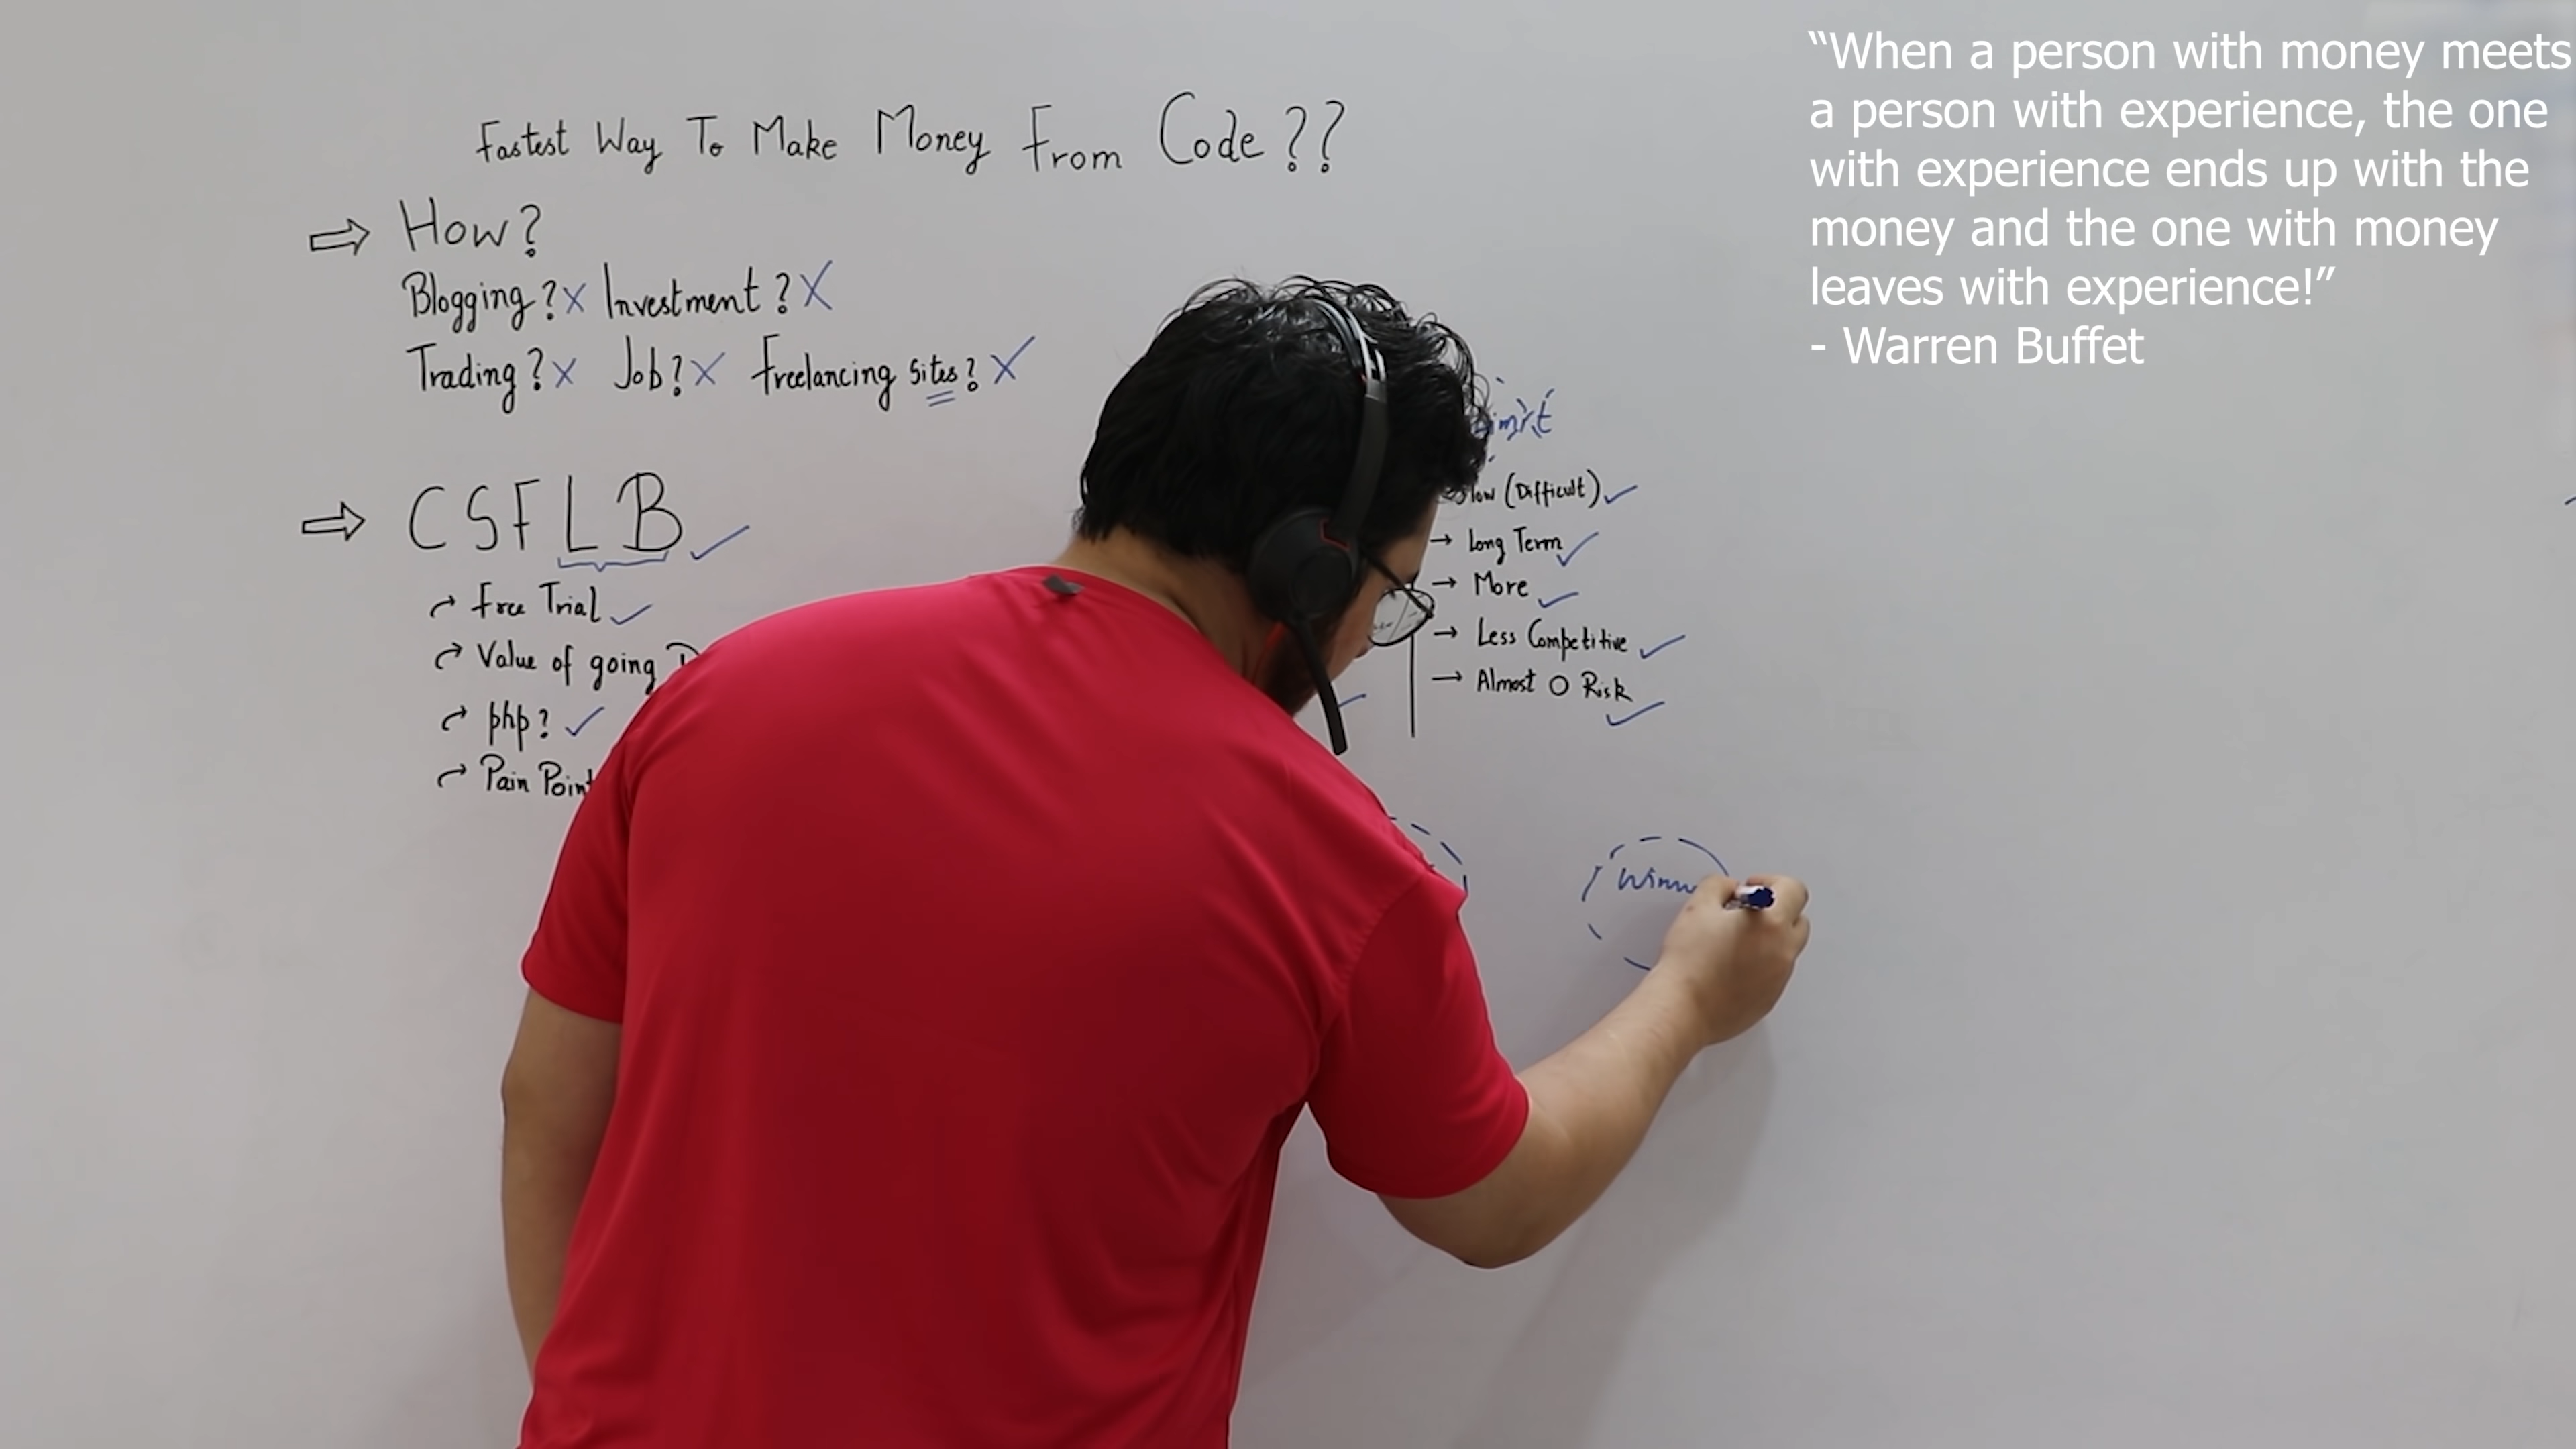 Fastest Way To Make Money From Code ??
⇒ How?
Blogging ? X Investment ? X
Trading ? X Job? X Freelancing Sites? X
⇒ CSFLB ✓
Free Trial ✓
Value of going
php? ✓
Pain Point
(Difficult) ✓
→ Long Term ✓
→ More ✓
→ Less Competitive ✓
→ Almost 0 Risk ✓
“When a person with money meets
a person with experience, the one
with experience ends up with the
money and the one with money
leaves with experience!”
- Warren Buffet